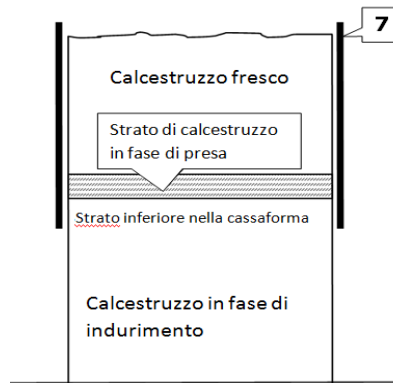 7
Calcestruzzo fresco
Strato di calcestruzzo
in fase di presa
Strato inferiore nella cassaforma
Calcestruzzo in fase di
indurimento